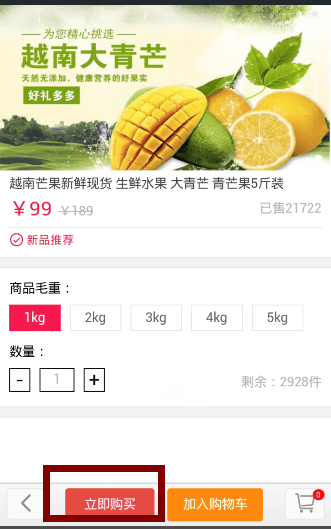 为您精心挑选
越南大青芒
天然无添加，健康营养的好果实
好礼多多
越南芒果新鲜现货 生鲜水果 大青芒 青芒果5斤装
￥99 ￥189 已售21722
新品推荐
商品毛重：
1kg 2kg 3kg 4kg 5kg
数量：
- 1 + 剩余：2928件
立即购买 加入购物车 0